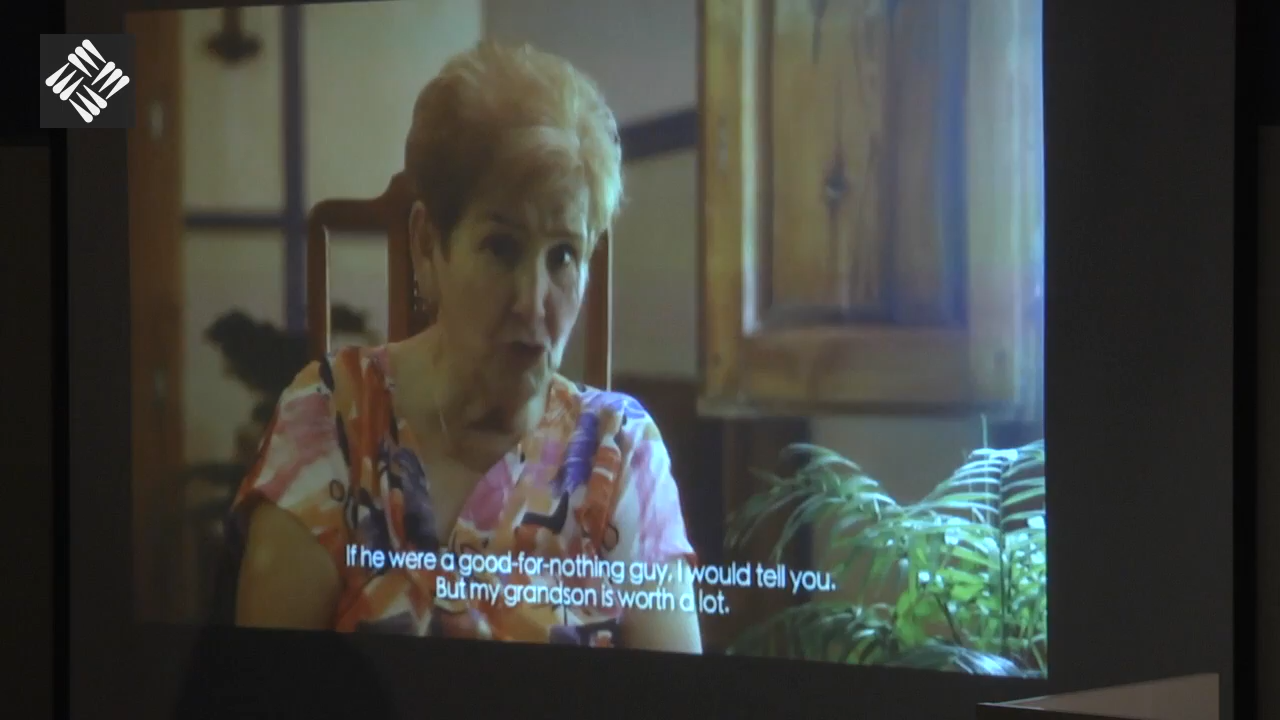 If he were a good-for-nothing guy, I would tell you.
But my grandson is worth a lot.